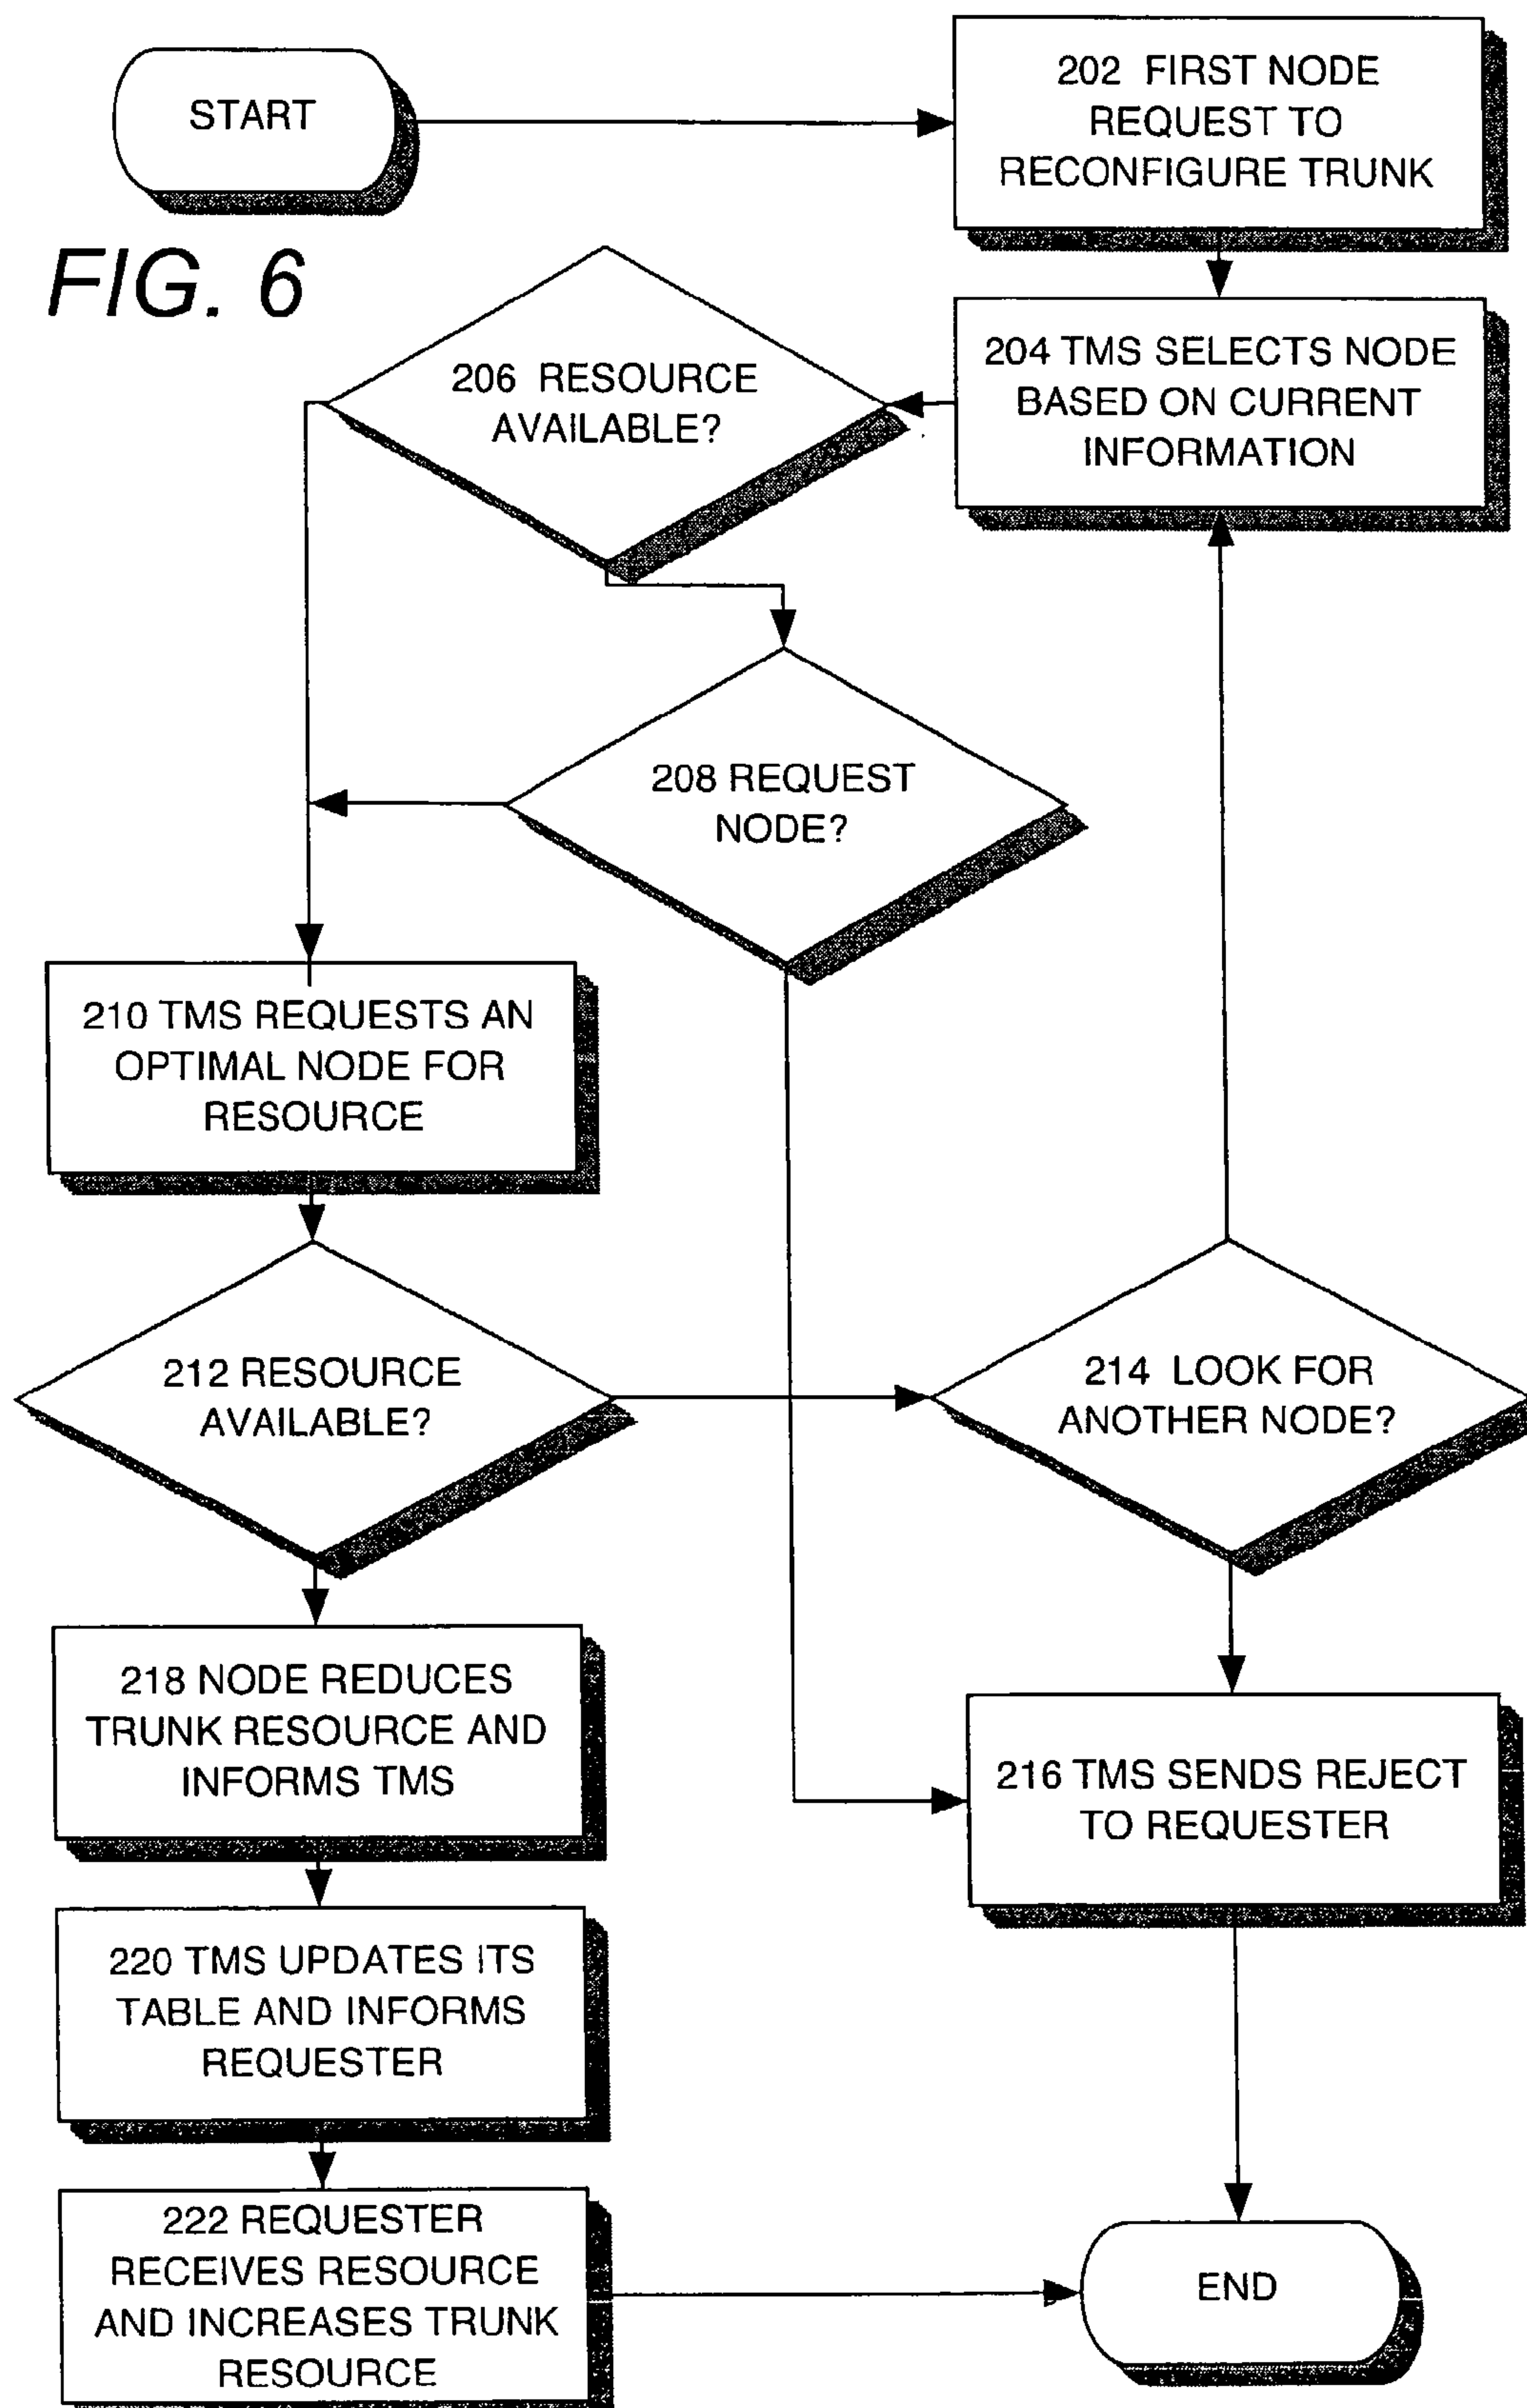 START
202 FIRST NODE
REQUEST TO
RECONFIGURE TRUNK
FIG. 6
204 TMS SELECTS NODE
BASED ON CURRENT
INFORMATION
206 RESOURCE
AVAILABLE?
208 REQUEST
NODE?
210 TMS REQUESTS AN
OPTIMAL NODE FOR
RESOURCE
212 RESOURCE
AVAILABLE?
214 LOOK FOR
ANOTHER NODE?
218 NODE REDUCES
TRUNK RESOURCE AND
INFORMS TMS
216 TMS SENDS REJECT
TO REQUESTER
220 TMS UPDATES ITS
TABLE AND INFORMS
REQUESTER
222 REQUESTER
RECEIVES RESOURCE
AND INCREASES TRUNK
RESOURCE
END